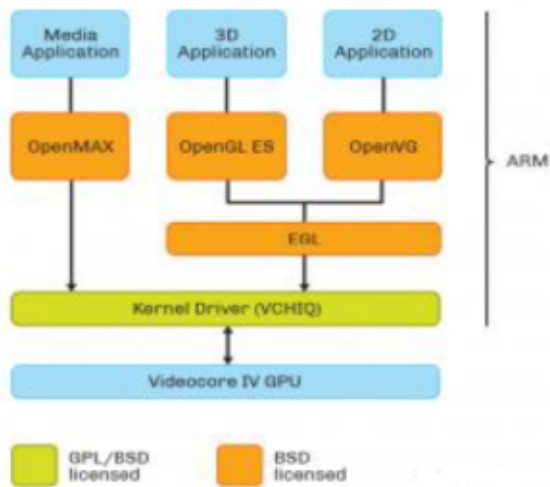 Media
Application
3D
Application
2D
Application
OpenMAX
OpenGL ES
OpenVG
ARM
EGL
Kernel Driver (VCHIQ)
Videocore IV GPU
GPL/BSD
licensed
BSD
licensed